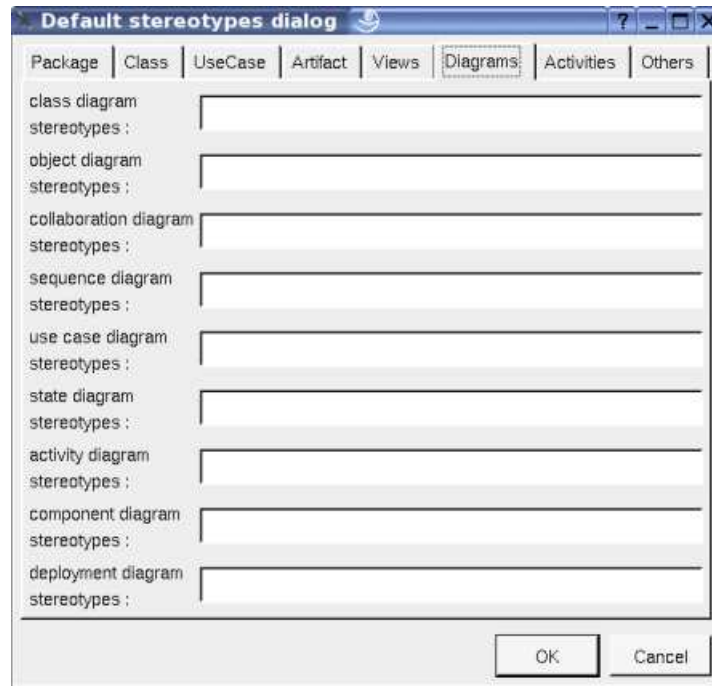 Default stereotypes dialog ? _ □ X
Package Class UseCase Artifact Views Diagrams Activities Others
class diagram
stereotypes :
object diagram
stereotypes :
collaboration diagram
stereotypes :
sequence diagram
stereotypes :
use case diagram
stereotypes :
state diagram
stereotypes :
activity diagram
stereotypes :
component diagram
stereotypes :
deployment diagram
stereotypes :
OK Cancel